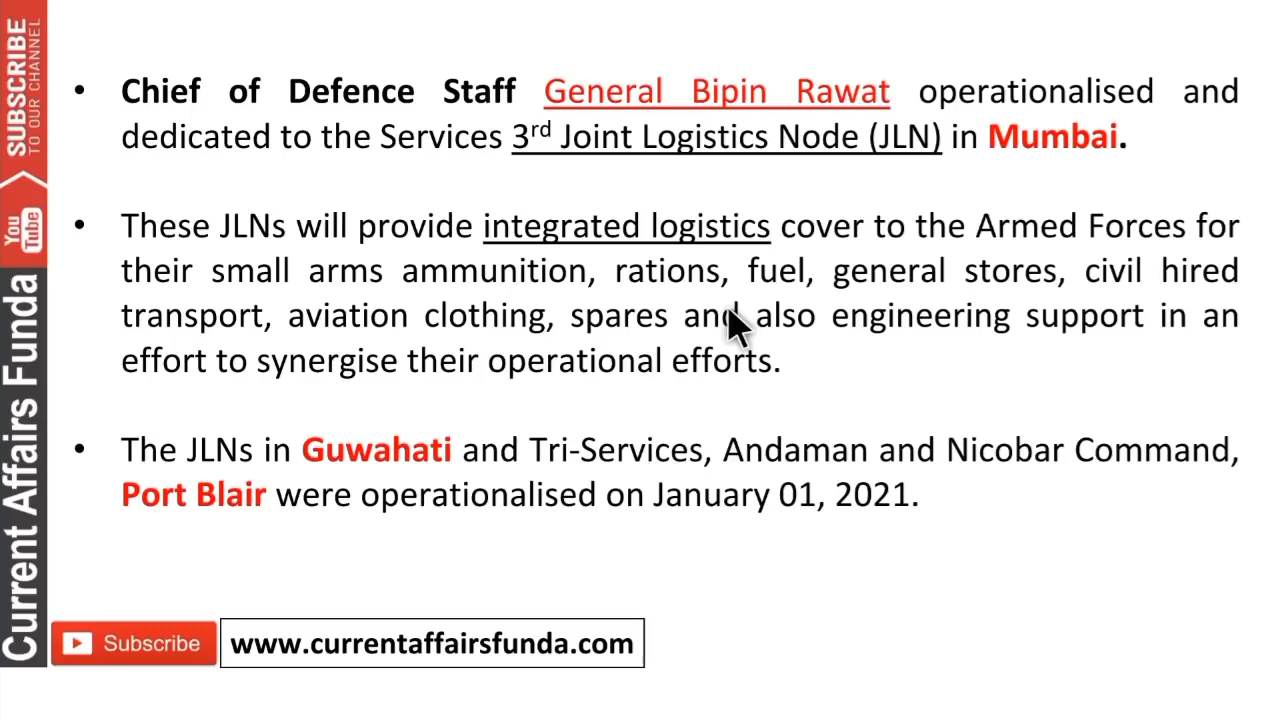 SUBSCRIBE
TO OUR CHANNEL
You
Tube
Current Affairs Funda
• Chief of Defence Staff General Bipin Rawat operationalised and
dedicated to the Services 3rd Joint Logistics Node (JLN) in Mumbai.
• These JLNs will provide integrated logistics cover to the Armed Forces for
their small arms ammunition, rations, fuel, general stores, civil hired
transport, aviation clothing, spares and also engineering support in an
effort to synergise their operational efforts.
• The JLNs in Guwahati and Tri-Services, Andaman and Nicobar Command,
Port Blair were operationalised on January 01, 2021.
Subscribe
www.currentaffairsfunda.com